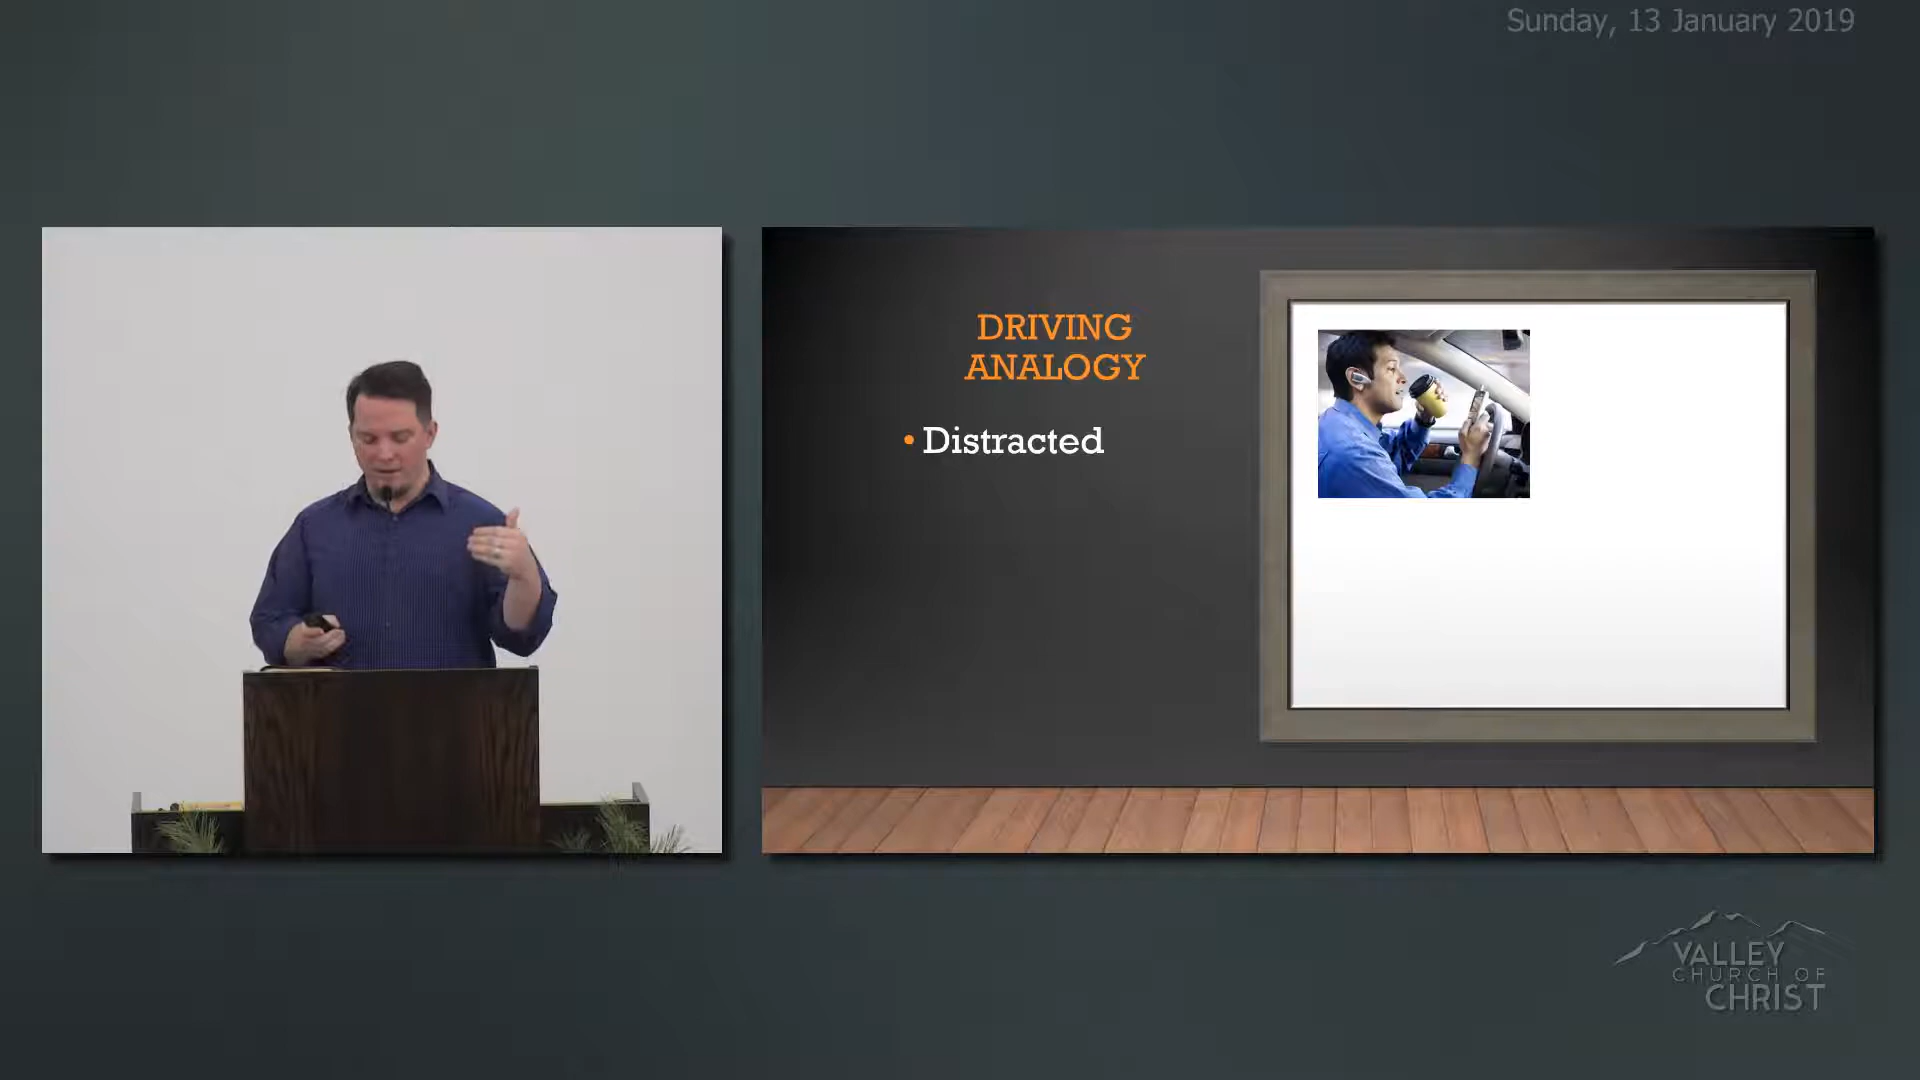 Sunday, 13 January 2019
DRIVING
ANALOGY
• Distracted
VALLEY
CHURCH OF
CHRIST